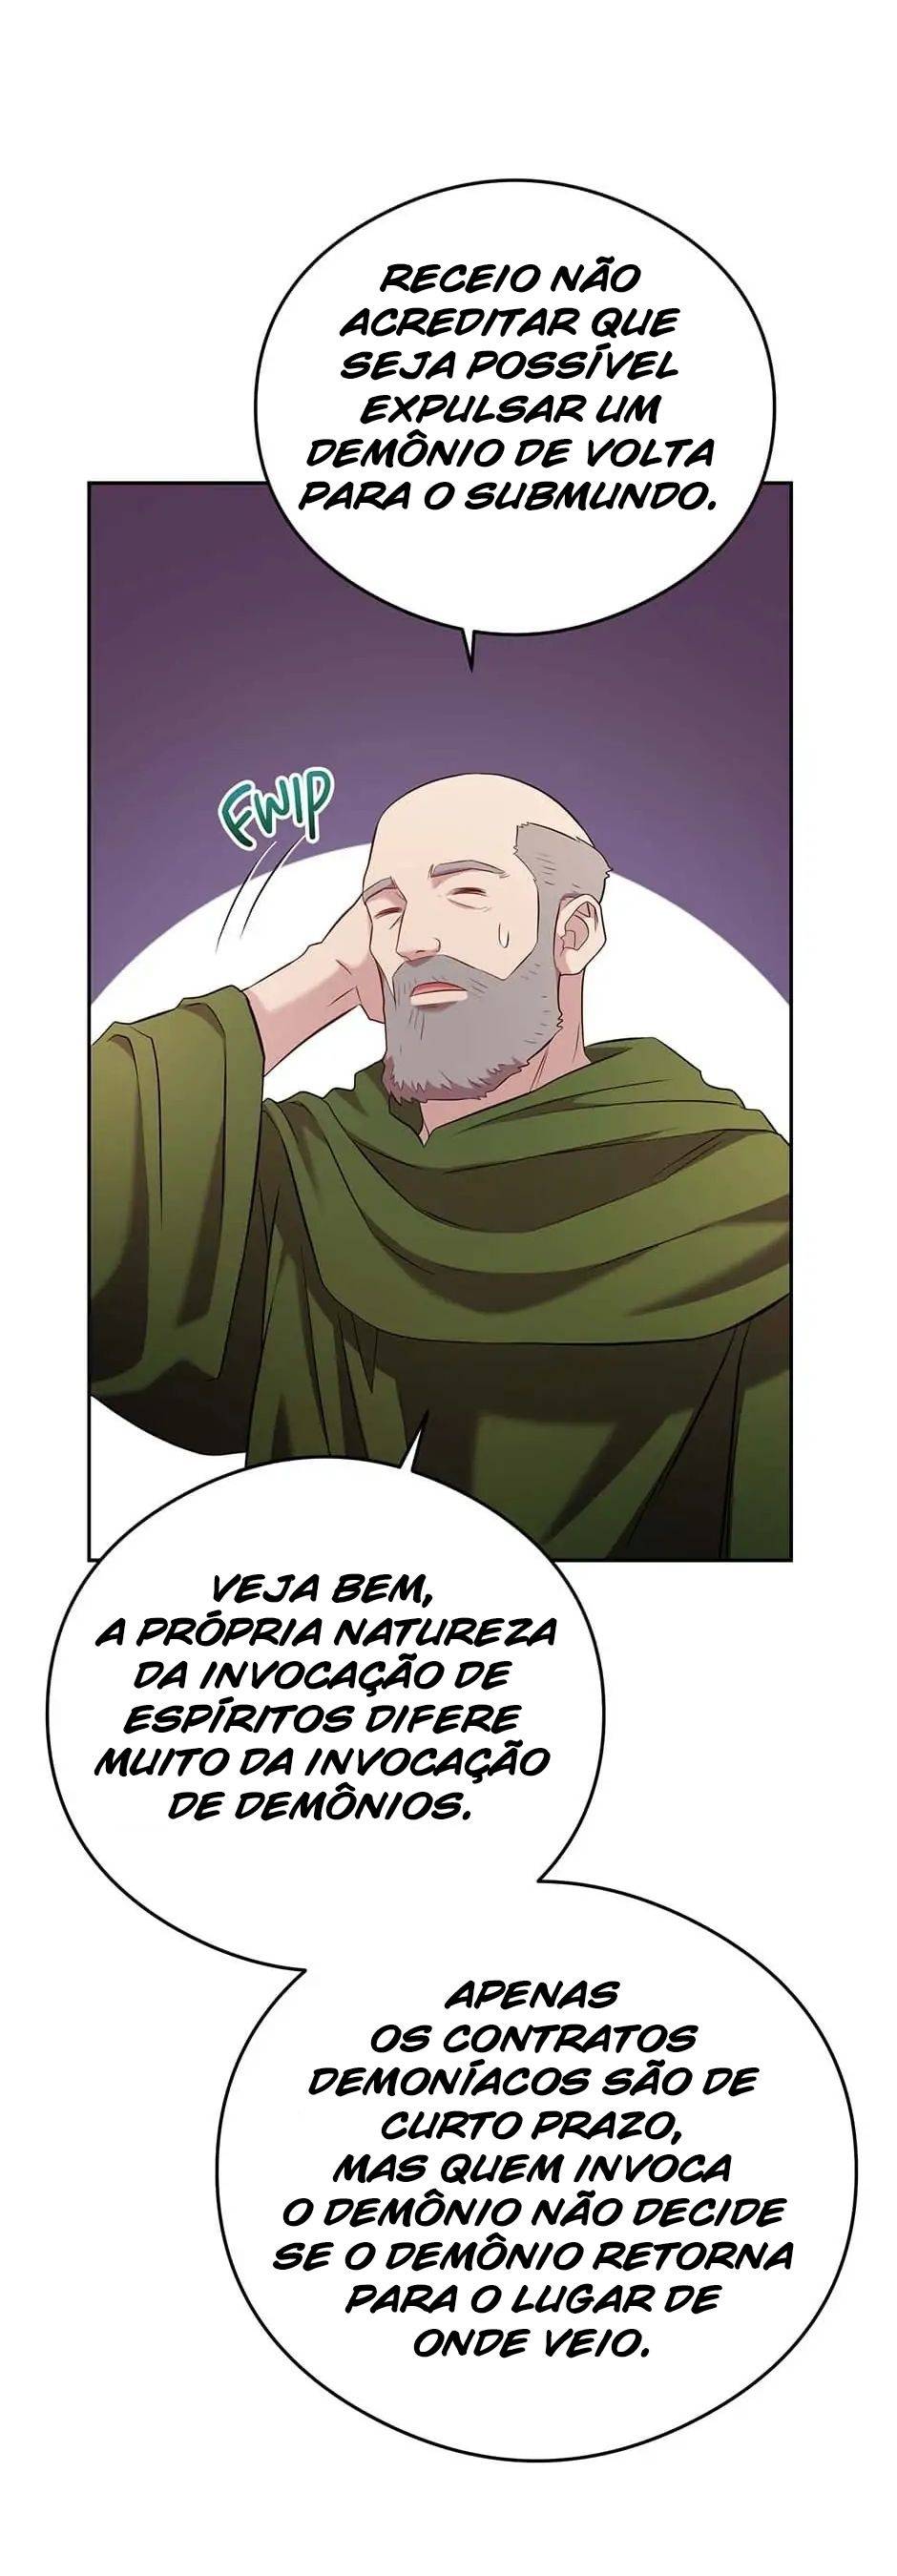 RECEIO NÃO
ACREDITAR QUE
SEJA POSSÍVEL
EXPULSAR UM
DEMÔNIO DE VOLTA
PARA O SUBMUNDO.
FWIP
VEJA BEM,
A PRÓPRIA NATUREZA
DA INVOCAÇÃO DE
ESPÍRITOS DIFERE
MUITO DA INVOCAÇÃO
DE DEMÔNIOS.
APENAS
OS CONTRATOS
DEMONÍACOS SÃO DE
CURTO PRAZO,
MAS QUEM INVOCA
O DEMÔNIO NÃO DECIDE
SE O DEMÔNIO RETORNA
PARA O LUGAR DE
ONDE VEIO.